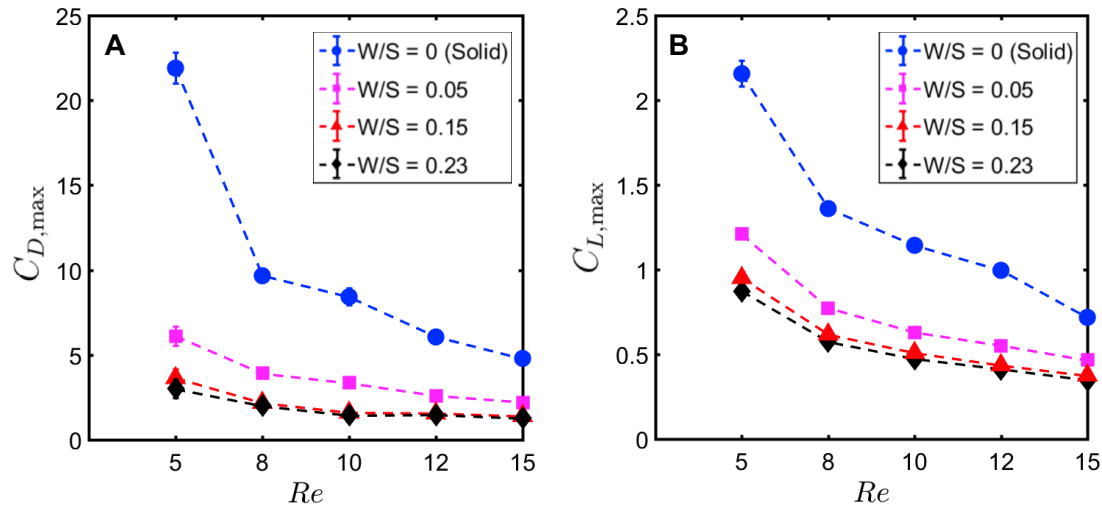 A
W/S = 0 (Solid)
W/S = 0.05
W/S = 0.15
W/S = 0.23
25
20
15
10
5
0
C_{D,max}
5 8 10 12 15
Re
B
W/S = 0 (Solid)
W/S = 0.05
W/S = 0.15
W/S = 0.23
2.5
2
1.5
1
0.5
0
C_{L,max}
5 8 10 12 15
Re